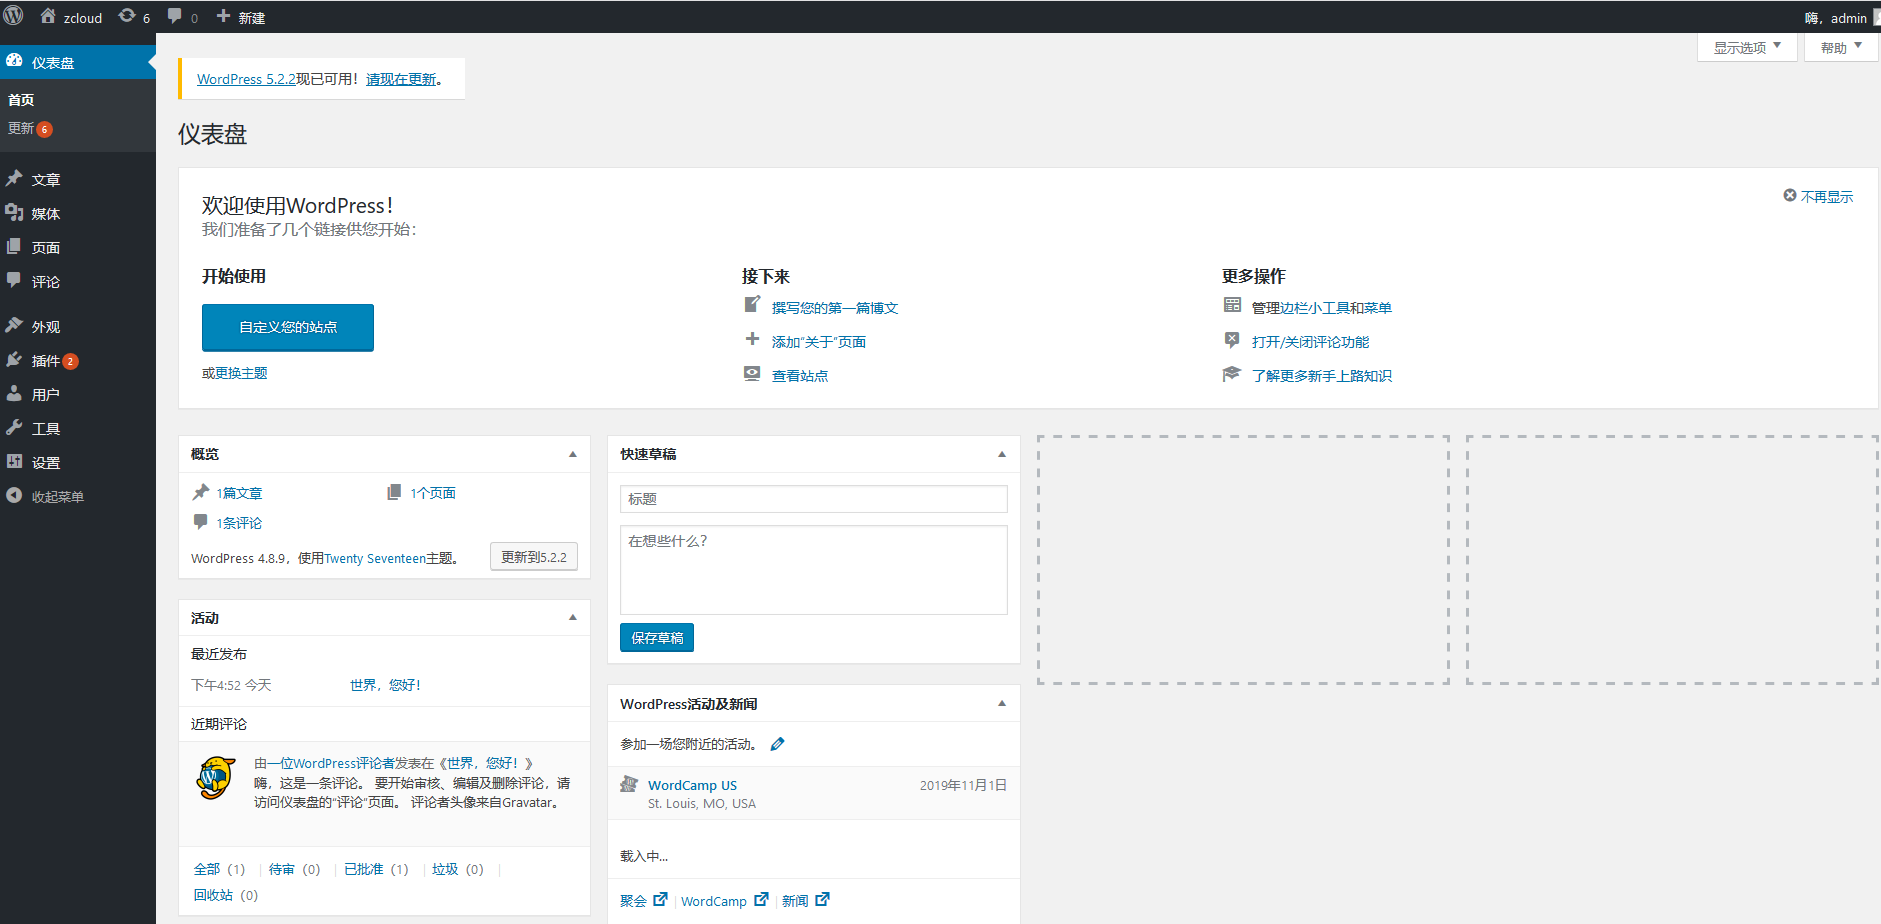 zcloud 6 0 新建
嗨，admin
仪表盘
首页
更新 6
文章
媒体
页面
评论
外观
插件 2
用户
工具
设置
收起菜单
显示选项
帮助
WordPress 5.2.2现已可用！请现在更新。
仪表盘
欢迎使用WordPress！
我们准备了几个链接供您开始：
不再显示
开始使用
自定义您的站点
或更换主题
接下来
撰写您的第一篇博文
添加“关于”页面
查看站点
更多操作
管理边栏小工具和菜单
打开/关闭评论功能
了解更多新手上路知识
概览
1篇文章
1个页面
1条评论
WordPress 4.8.9，使用Twenty Seventeen主题。
更新到5.2.2
活动
最近发布
下午4:52 今天
世界，您好！
近期评论
由一位WordPress评论者发表在《世界，您好！》
嗨，这是一条评论。 要开始审核、编辑及删除评论，请
访问仪表盘的“评论”页面。 评论者头像来自Gravatar。
全部（1） | 待审（0） | 已批准（1） | 垃圾（0） |
回收站（0）
快速草稿
标题
在想些什么？
保存草稿
WordPress活动及新闻
参加一场您附近的活动。
WordCamp US
2019年11月1日
St. Louis, MO, USA
载入中...
聚会 | WordCamp | 新闻